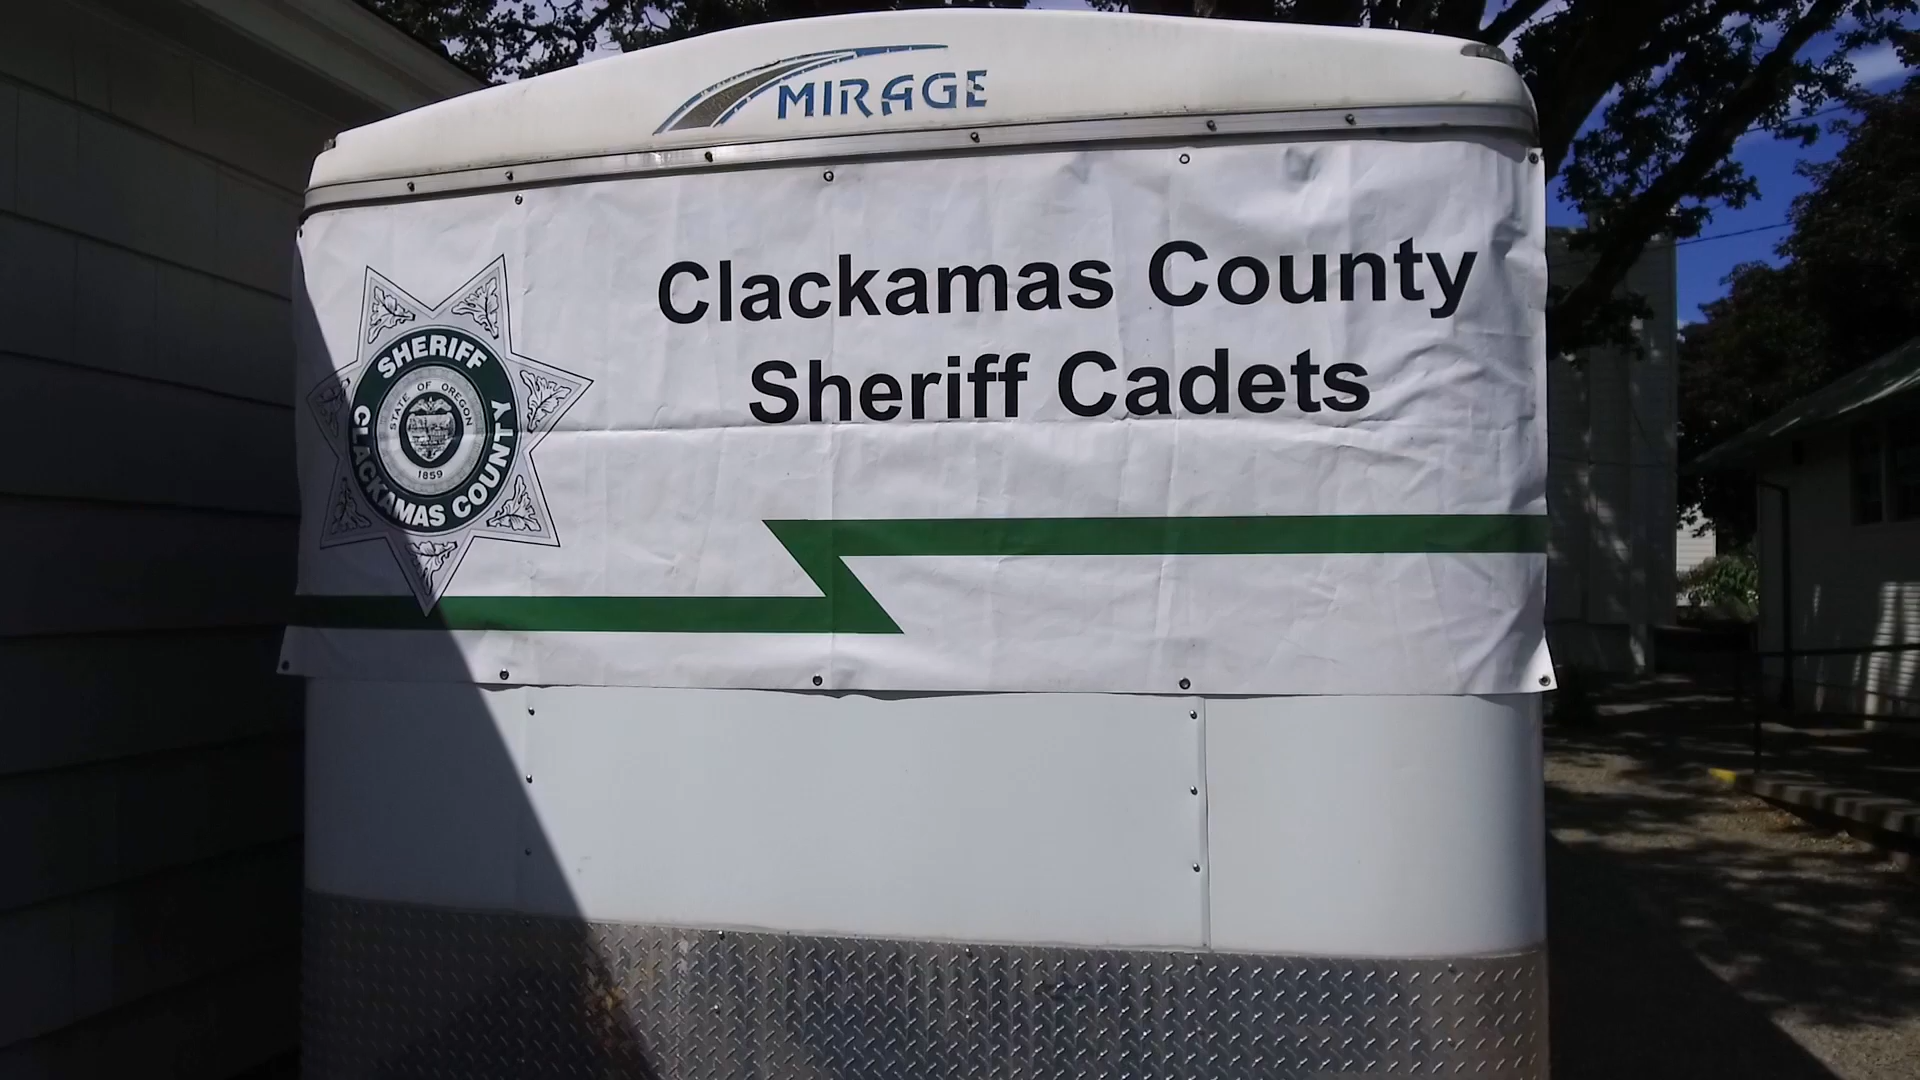 MIRAGE
Clackamas County
Sheriff Cadets
SHERIFF
STATE OF OREGON
1859
CLACKAMAS COUNTY